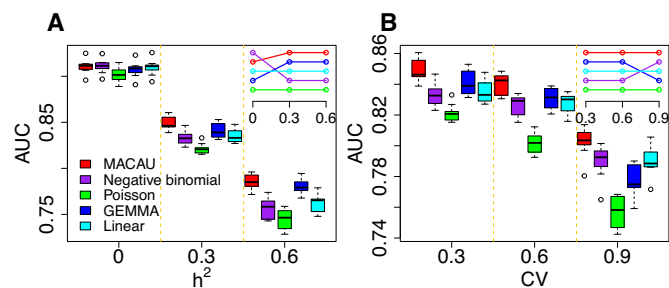 A
B
AUC
0.85
0.75
0 0.3 0.6
MACAU
Negative binomial
Poisson
GEMMA
Linear
0 0.3 0.6
h²
AUC
0.86
0.82
0.78
0.74
0.3 0.6 0.9
0.3 0.6 0.9
CV